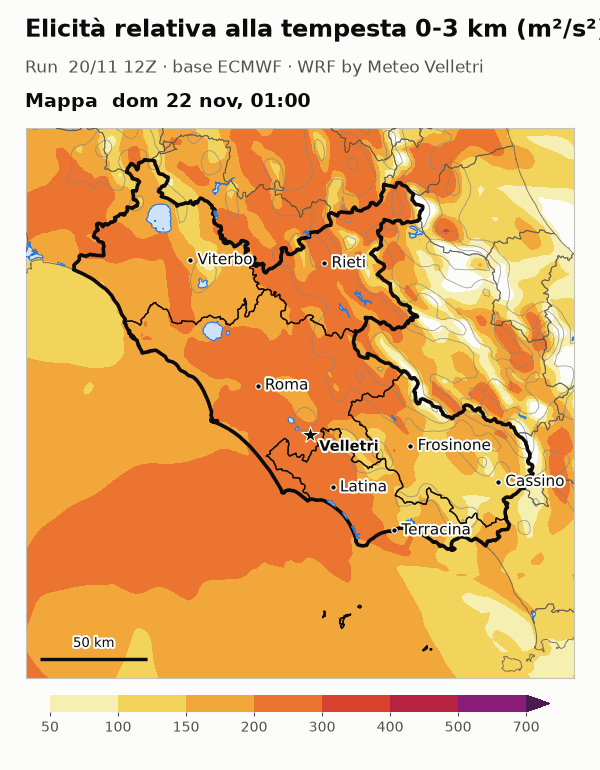 Elicità relativa alla tempesta 0-3 km (m²/s²)
Run  20/11 12Z · base ECMWF · WRF by Meteo Velletri
Mappa  dom 22 nov, 01:00
Viterbo
Rieti
Roma
Velletri
Frosinone
Latina
Cassino
Terracina
50 km
50 100 150 200 300 400 500 700